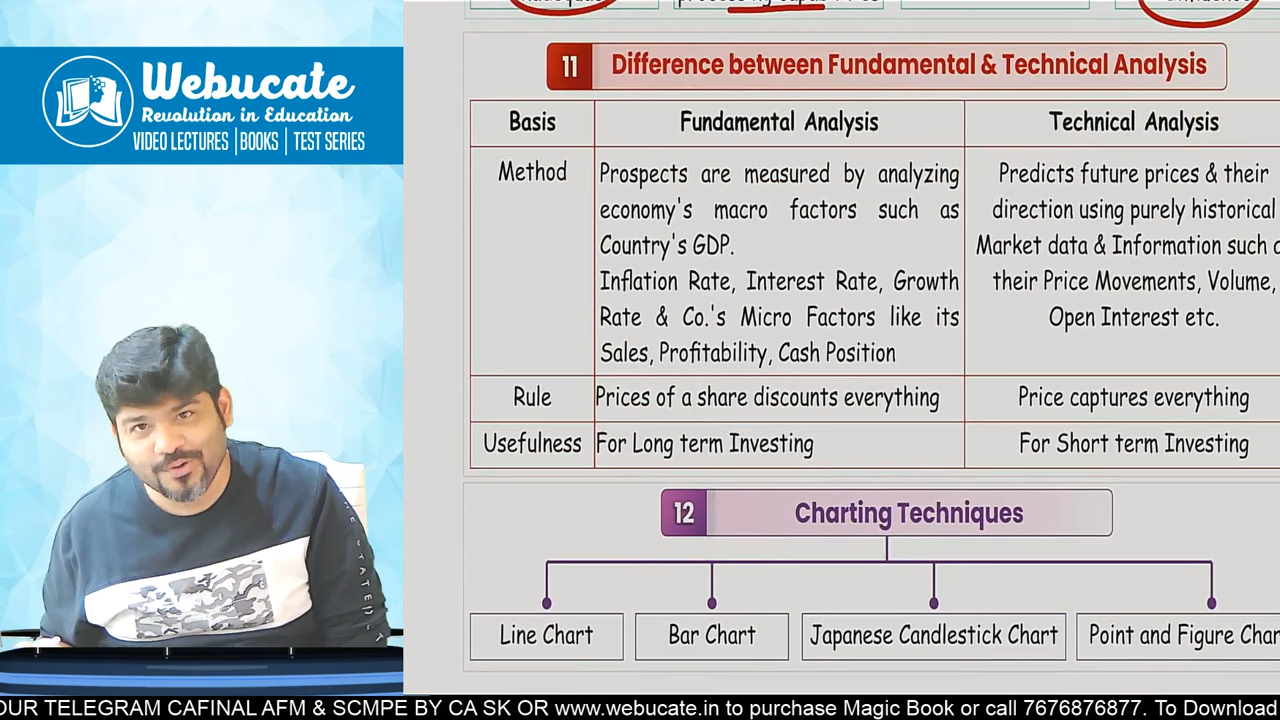 Webucate
Revolution in Education
VIDEO LECTURES | BOOKS | TEST SERIES
11 Difference between Fundamental & Technical Analysis
Basis Fundamental Analysis Technical Analysis
Method
Prospects are measured by analyzing
economy's macro factors such as
Country's GDP.
Inflation Rate, Interest Rate, Growth
Rate & Co.'s Micro Factors like its
Sales, Profitability, Cash Position
Predicts future prices & their
direction using purely historical
Market data & Information such
their Price Movements, Volume,
Open Interest etc.
Rule Prices of a share discounts everything Price captures everything
Usefulness For Long term Investing For Short term Investing
12 Charting Techniques
Line Chart Bar Chart Japanese Candlestick Chart Point and Figure
OUR TELEGRAM CAFINAL AFM & SCMPE BY CA SK OR www.webucate.in to purchase Magic Book or call 7676876877. To Download